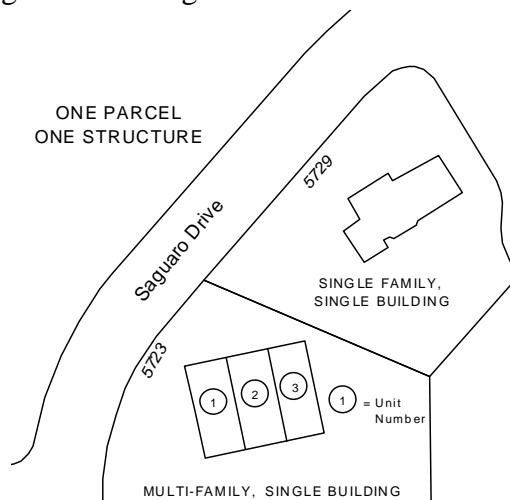 ONE PARCEL
ONE STRUCTURE
5729
Saguaro Drive
SINGLE FAMILY,
SINGLE BUILDING
5723
1
2
3
1 = Unit
Number
MULTI-FAMILY, SINGLE BUILDING